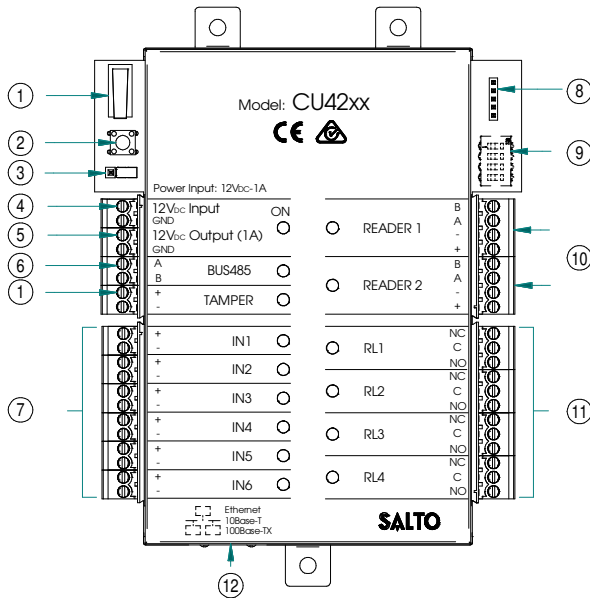 Model: CU42xx
CE
Power Input: 12VDC-1A
1
2
3
4
5
6
1
7
8
9
10
11
12
12VDC Input
GND
ON
12VDC Output (1A)
GND
A
B
BUS485
+
-
TAMPER
+
-
IN1
+
-
IN2
+
-
IN3
+
-
IN4
+
-
IN5
+
-
IN6
READER 1
B
A
-
+
READER 2
B
A
-
+
RL1
NC
C
NO
RL2
NC
C
NO
RL3
NC
C
NO
RL4
NC
C
NO
Ethernet
10Base-T
100Base-TX
SALTO